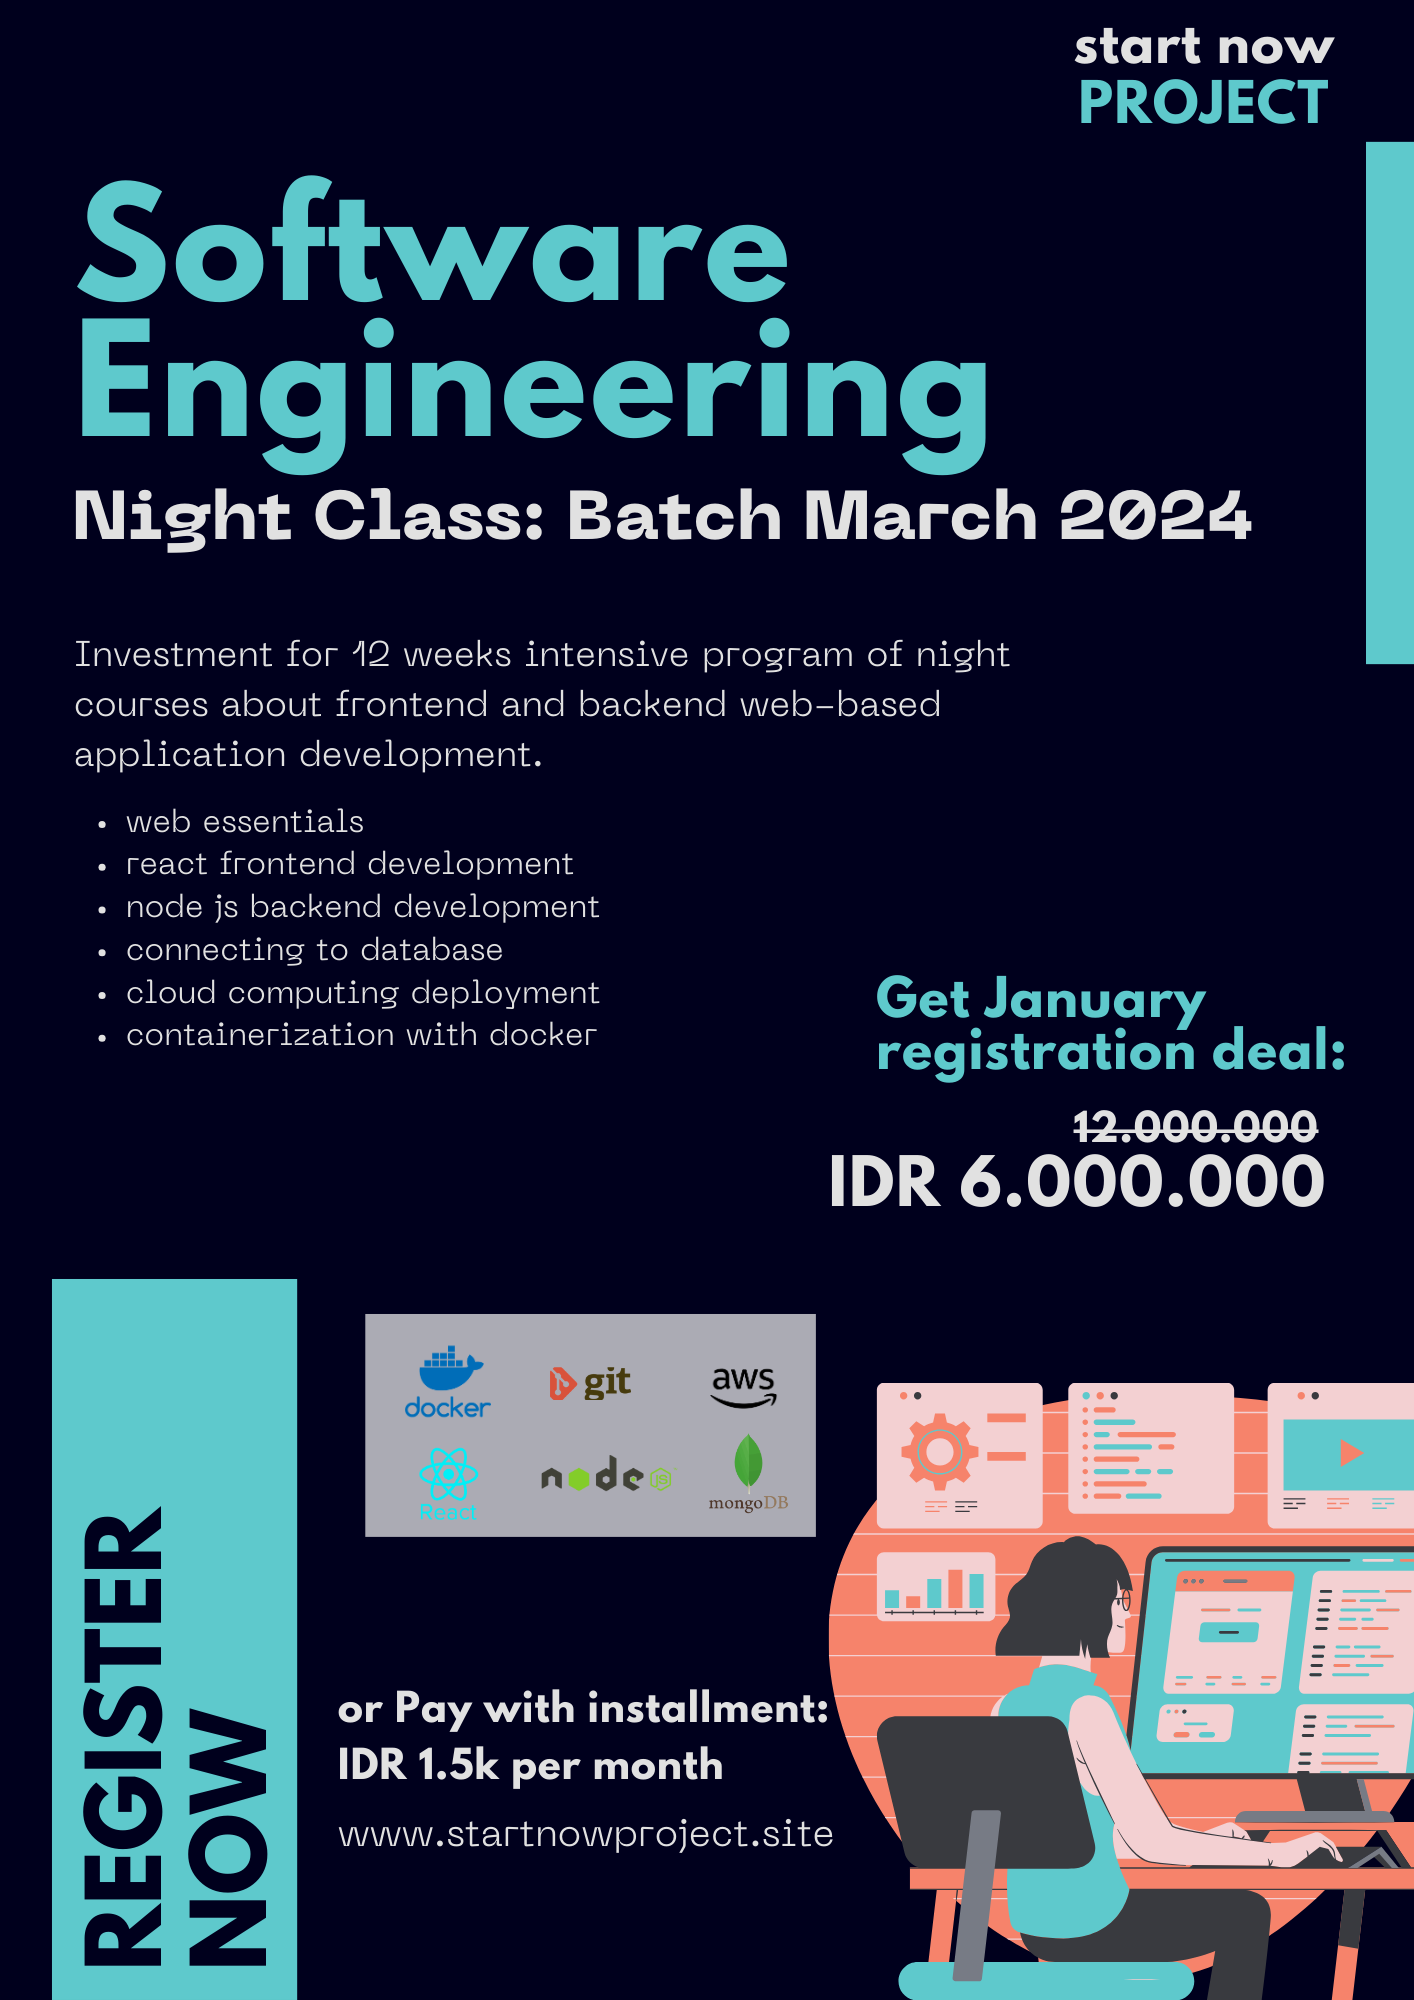 start now
PROJECT
Software
Engineering
Night Class: Batch March 2024
Investment for 12 weeks intensive program of night
courses about frontend and backend web-based
application development.
• web essentials
• react frontend development
• node js backend development
• connecting to database
• cloud computing deployment
• containerization with docker
Get January
registration deal:
12.000.000
IDR 6.000.000
REGISTER
NOW
docker
git
aws
React
node JS
mongoDB
or Pay with installment:
IDR 1.5k per month
www.startnowproject.site